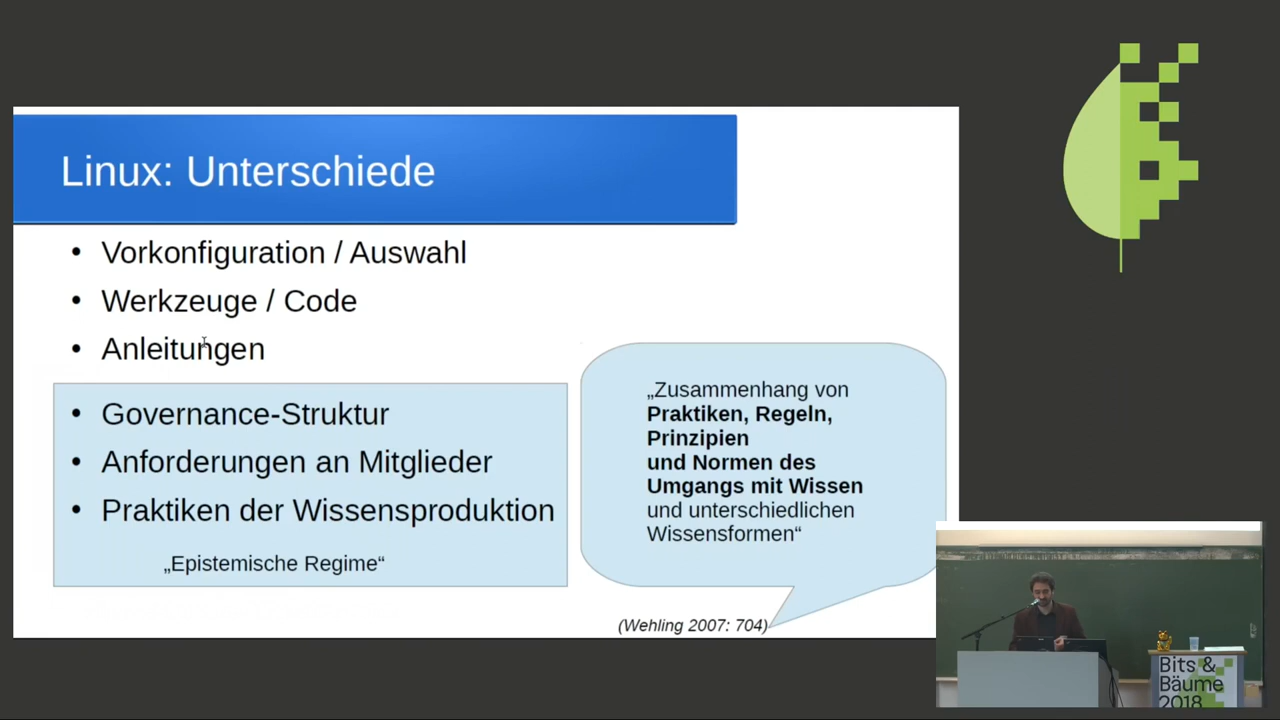 Linux: Unterschiede
• Vorkonfiguration / Auswahl
• Werkzeuge / Code
• Anleitungen
• Governance-Struktur
• Anforderungen an Mitglieder
• Praktiken der Wissensproduktion
„Epistemische Regime“
„Zusammenhang von
Praktiken, Regeln,
Prinzipien
und Normen des
Umgangs mit Wissen
und unterschiedlichen
Wissensformen“
(Wehling 2007: 704)
Bits &
Bäume
2018